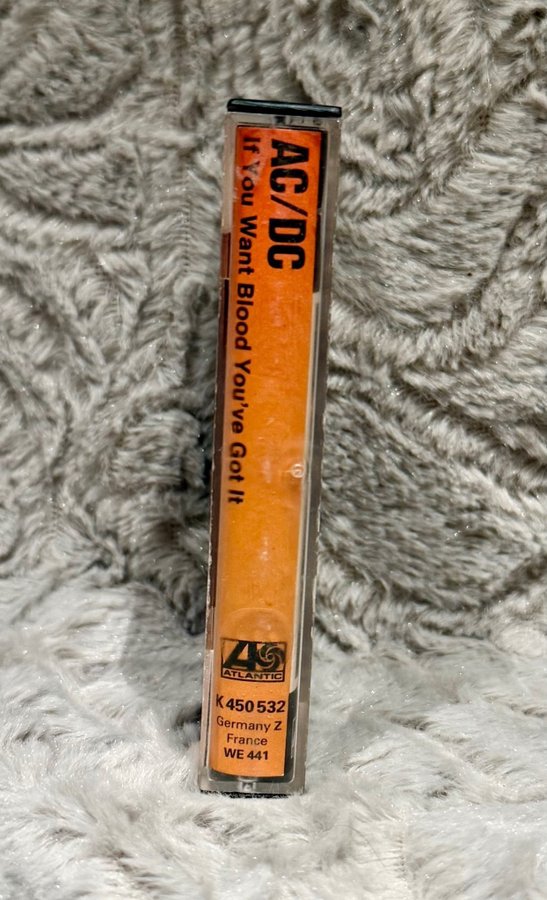 AC/DC
If You Want Blood You've Got It
ATLANTIC
K 450 532
Germany Z
France
WE 441